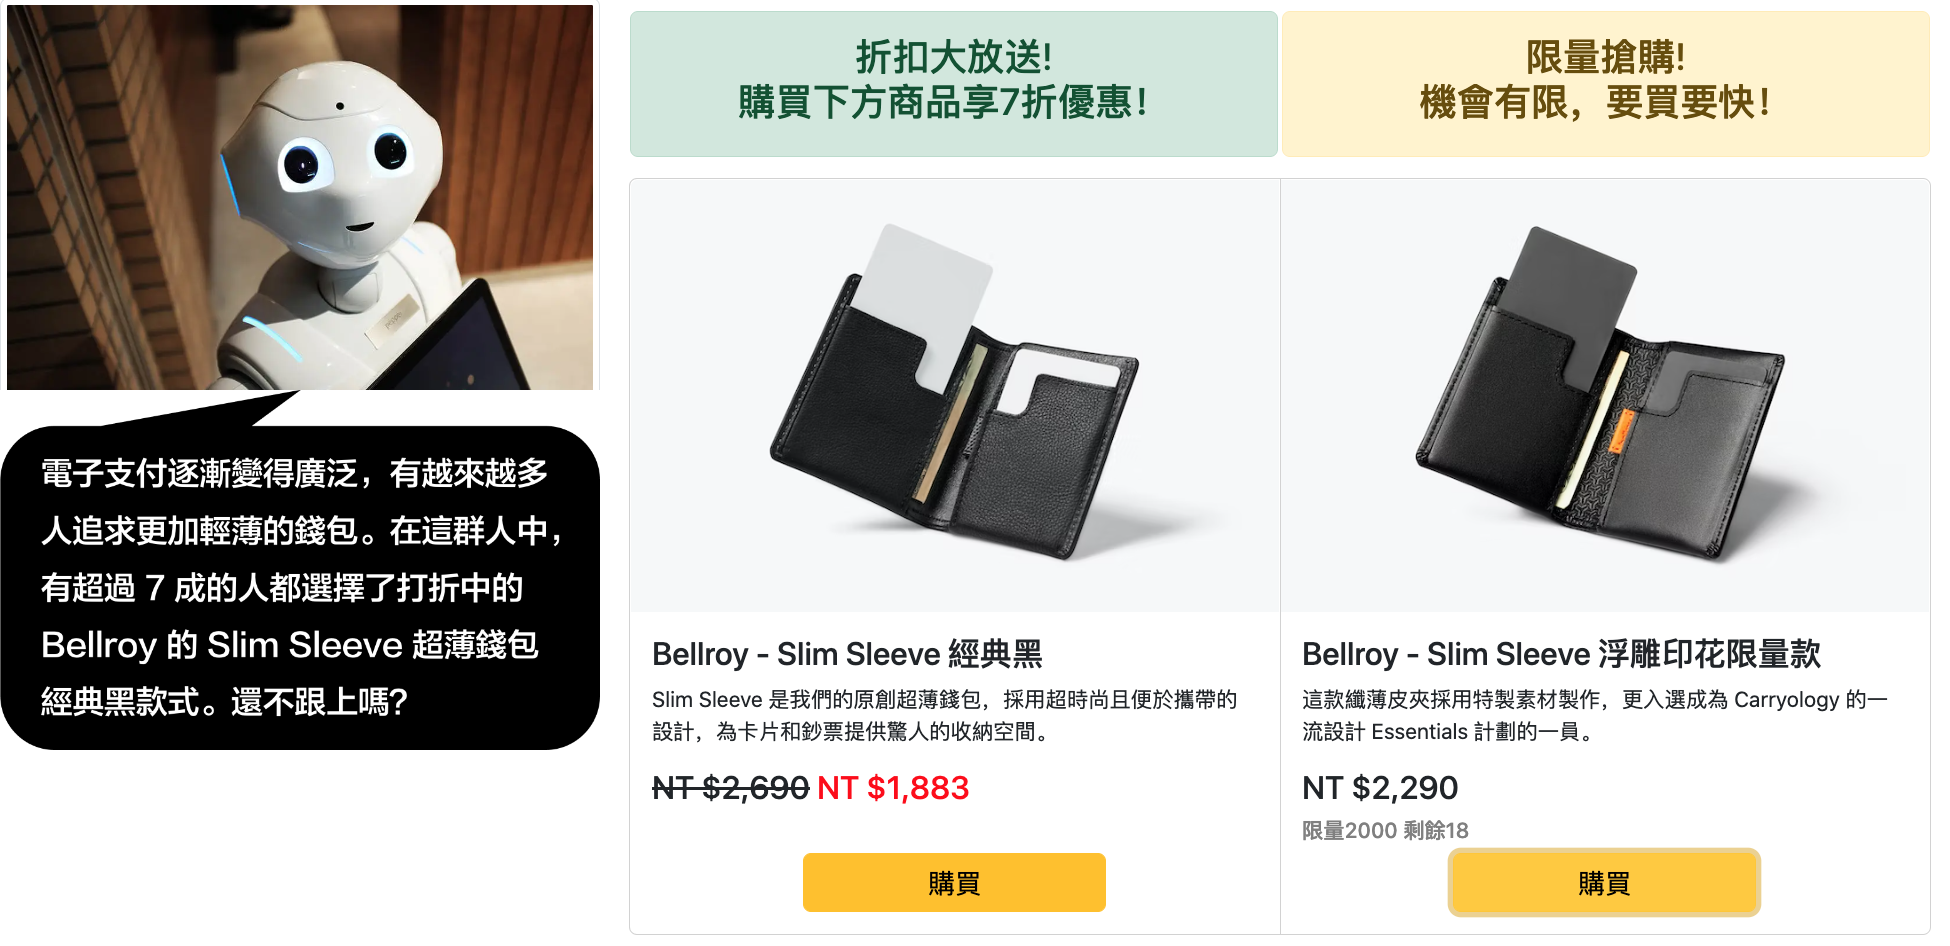 電子支付逐漸變得廣泛，有越來越多
人追求更加輕薄的錢包。在這群人中，
有超過 7 成的人都選擇了打折中的
Bellroy 的 Slim Sleeve 超薄錢包
經典黑款式。還不跟上嗎？
折扣大放送!
購買下方商品享7折優惠！
限量搶購!
機會有限，要買要快！
Bellroy - Slim Sleeve 經典黑
Slim Sleeve 是我們的原創超薄錢包，採用超時尚且便於攜帶的
設計，為卡片和鈔票提供驚人的收納空間。
NT $2,690 NT $1,883
購買
Bellroy - Slim Sleeve 浮雕印花限量款
這款纖薄皮夾採用特製素材製作，更入選成為 Carryology 的一
流設計 Essentials 計劃的一員。
NT $2,290
限量2000 剩餘18
購買